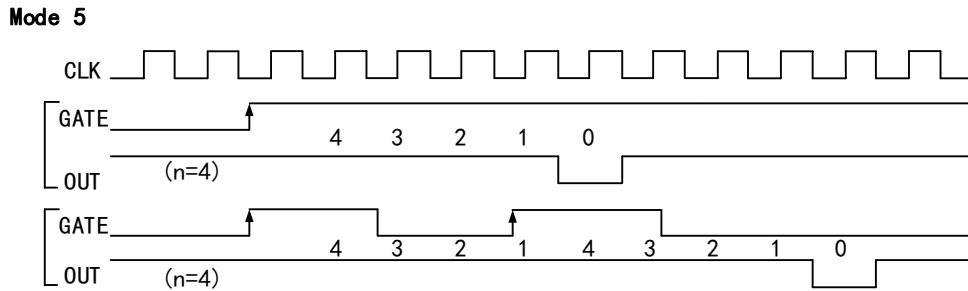 Mode 5
CLK
GATE
4 3 2 1 0
(n=4)
OUT
GATE
4 3 2 1 4 3 2 1 0
OUT (n=4)